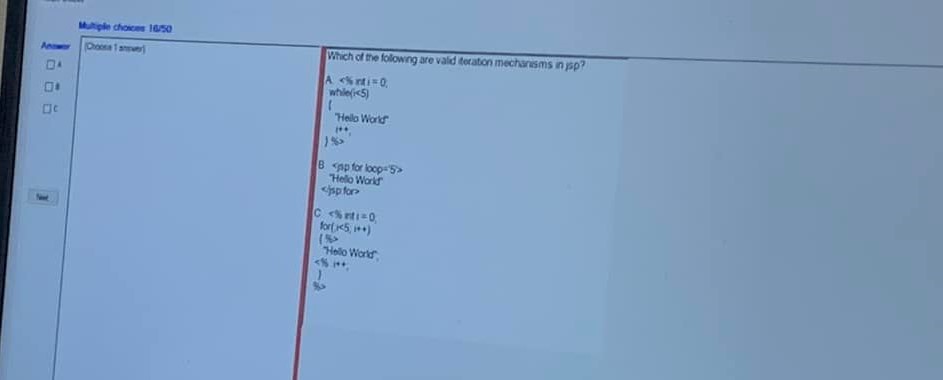 Multiple choices 16/50
Answer
(Choose 1 answer)
A
B
C
Next
Which of the following are valid iteration mechanisms in jsp?
A. <% int i = 0;
while(i<5)
{
"Hello World"
i++;
} %>
B. <jsp:for loop='5'>
"Hello World"
</jsp:for>
C. <% int i = 0;
for(;i<5; i++)
{ %>
"Hello World";
<% i++;
}
%>